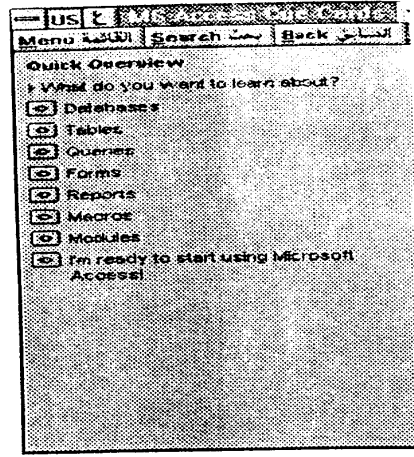 US ع MS Access Cue Cards
Menu القائمة Search بحث Back السابق
Quick Overview
What do you want to learn about?
Databases
Tables
Queries
Forms
Reports
Macros
Modules
I'm ready to start using Microsoft
Access!